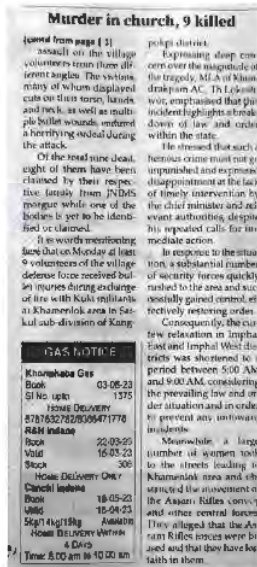 Murder in church, 9 killed
(contd from page 1)
assault on the village
volunteers from three dif-
ferent angles. The victims,
many of whom displayed
cuts on their torso, hands,
and neck, as well as multi-
ple bullet wounds, endured
a horrifying ordeal during
the attack.
Of the total nine dead,
eight of them have been
claimed by their respec-
tive family from JNIMS
morgue while one of the
bodies is yet to be identi-
fied or claimed.
It is worth mentioning
here that on Monday at least
9 volunteers of the village
defense force received bul-
let injuries during exchange
of fire with Kuki militants
at Khamenlok area in Sai-
kul sub-division of Kang-
GAS NOTICE
Khonghaba Gas
Book 03-06-23
Sl No. upto 1375
HOME DELIVERY
8787632782/8066471778
R&N Indane
Book 22-03-23
Valid 16-03-23
Stock 306
HOME DELIVERY ONLY
Indane
Book 18-05-23
Valid 18-04-23
5kg/14kg/19kg Available
HOME DELIVERY WITHIN
4 DAYS
Time: 8.00 am to 10.00 am
pokpi district.
Expressing deep con-
cern over the magnitude of
the tragedy, MLA of Khun-
drakpam AC, Th Lokesh-
wor, emphasised that this
incident highlights a break-
down of law and order
within the state.
He stressed that such a
heinous crime must not go
unpunished and expressed
disappointment at the lack
of timely intervention by
the chief minister and rel-
evant authorities, despite
his repeated calls for im-
mediate action.
In response to the situa-
tion, a substantial number
of security forces quickly
rushed to the area and suc-
cessfully gained control, ef-
fectively restoring order.
Consequently, the cur-
few relaxation in Imphal
East and Imphal West dis-
tricts was shortened to a
period between 5:00 AM
and 9:00 AM, considering
the prevailing law and or-
der situation and in order
to prevent any untoward
incidents.
Meanwhile, a large
number of women took
to the streets leading to
Khamenlok area and ob-
structed the movement of
the Assam Rifles convoy
and other central forces.
They alleged that the As-
sam Rifles forces were bi-
ased and that they have lost
faith in them.